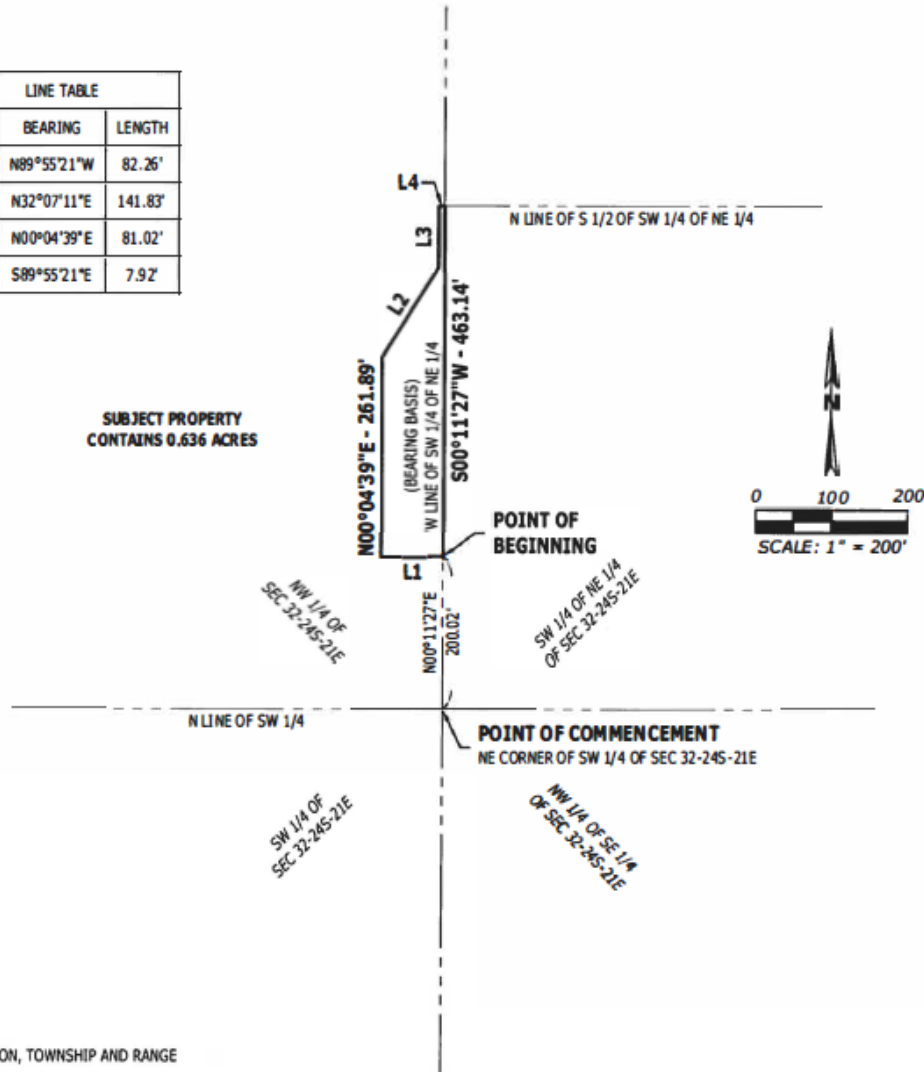 LINE TABLE
BEARING LENGTH
N89°55'21"W 82.26'
N32°07'11"E 141.83'
N00°04'39"E 81.02'
S89°55'21"E 7.92'
L4
N LINE OF S 1/2 OF SW 1/4 OF NE 1/4
L3
L2
N00°04'39"E - 261.89'
(BEARING BASIS)
W LINE OF SW 1/4 OF NE 1/4
S00°11'27"W - 463.14'
SUBJECT PROPERTY
CONTAINS 0.636 ACRES
N
0 100 200
SCALE: 1" = 200'
POINT OF
BEGINNING
L1
NW 1/4 OF
SEC 32-24S-21E
N00°11'27"E
200.02'
SW 1/4 OF NE 1/4
OF SEC 32-24S-21E
N LINE OF SW 1/4
POINT OF COMMENCEMENT
NE CORNER OF SW 1/4 OF SEC 32-24S-21E
SW 1/4 OF
SEC 32-24S-21E
NW 1/4 OF SE 1/4
OF SEC 32-24S-21E
ON, TOWNSHIP AND RANGE